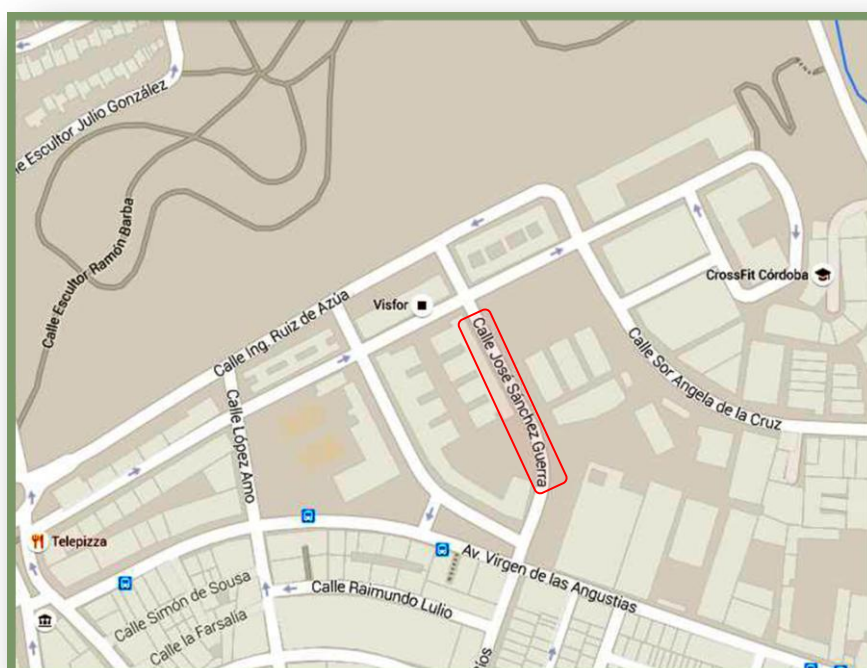 Calle Escultor Julio González
Calle Escultor Ramón Barba
CrossFit Córdoba
Visfor
Calle Ing. Ruiz de Azúa
Calle José Sánchez Guerra
Calle Sor Angela de la Cruz
Calle López Amo
Telepizza
Av. Virgen de las Angustias
Calle Simón de Sousa
Calle Raimundo Lulio
Calle la Farsalia